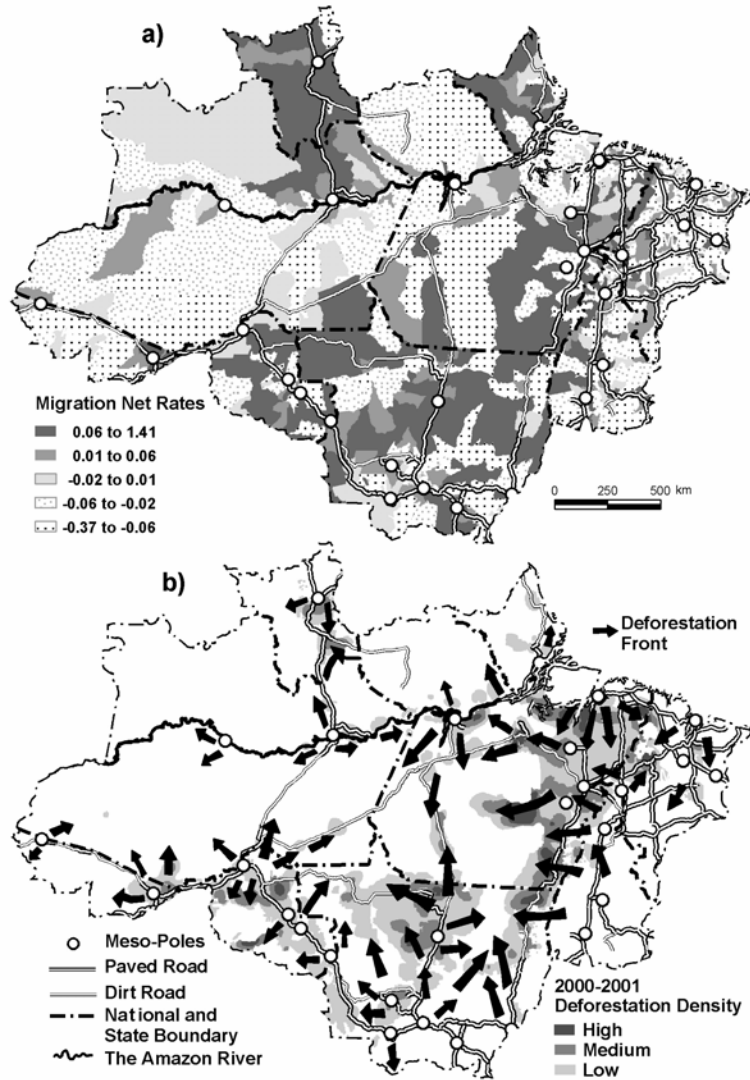 a)
Migration Net Rates
0.06 to 1.41
0.01 to 0.06
-0.02 to 0.01
-0.06 to -0.02
-0.37 to -0.06
0 250 500 km
b)
Deforestation
Front
Meso-Poles
Paved Road
Dirt Road
National and
State Boundary
The Amazon River
2000-2001
Deforestation Density
High
Medium
Low